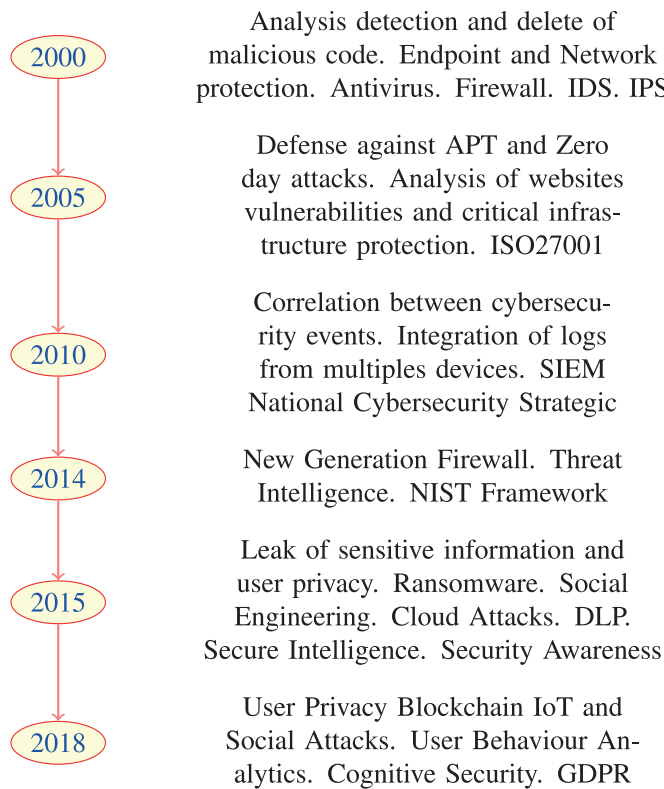 2000
Analysis detection and delete of
malicious code. Endpoint and Network
protection. Antivirus. Firewall. IDS. IPS
2005
Defense against APT and Zero
day attacks. Analysis of websites
vulnerabilities and critical infras-
tructure protection. ISO27001
2010
Correlation between cybersecu-
rity events. Integration of logs
from multiples devices. SIEM
National Cybersecurity Strategic
2014
New Generation Firewall. Threat
Intelligence. NIST Framework
2015
Leak of sensitive information and
user privacy. Ransomware. Social
Engineering. Cloud Attacks. DLP.
Secure Intelligence. Security Awareness
2018
User Privacy Blockchain IoT and
Social Attacks. User Behaviour An-
alytics. Cognitive Security. GDPR